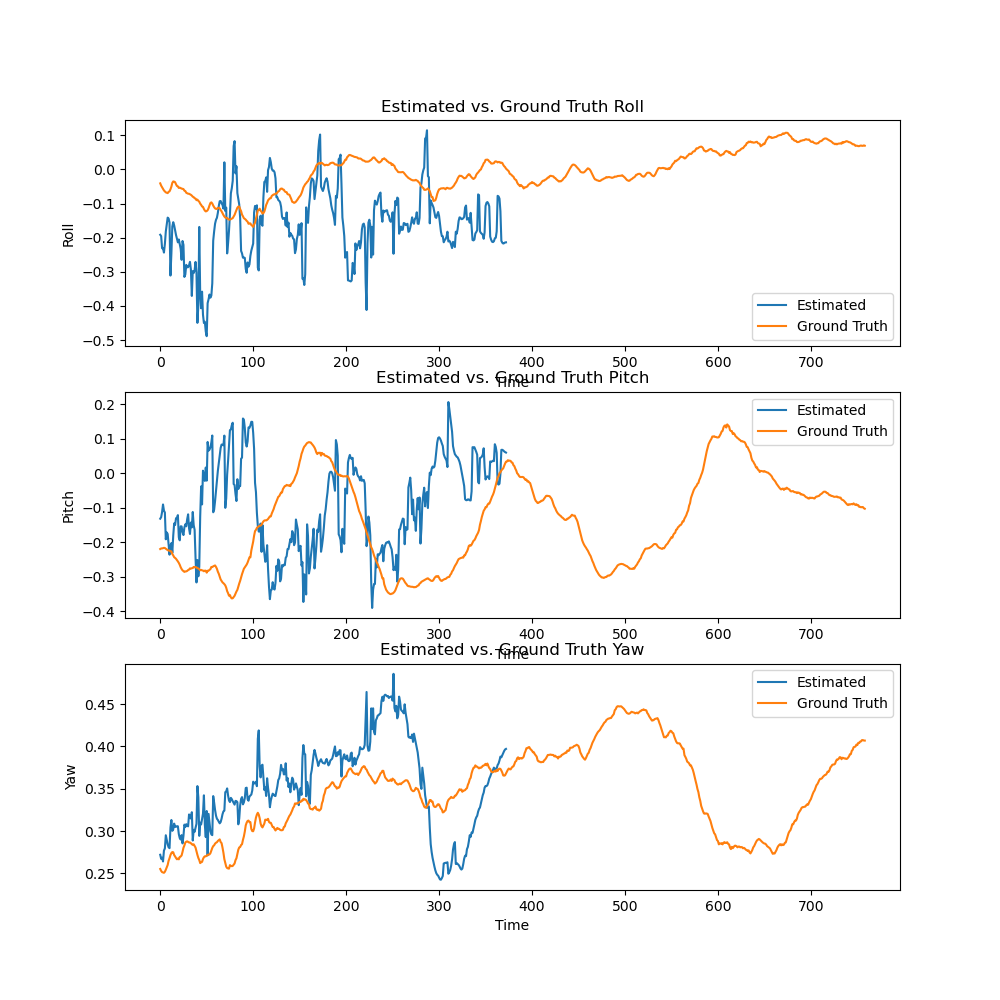 Estimated vs. Ground Truth Roll
0.1
0.0
−0.1
−0.2
−0.3
−0.4
−0.5
Roll
Estimated
Ground Truth
0 100 200 300 400 500 600 700
Time
Estimated vs. Ground Truth Pitch
0.2
0.1
0.0
−0.1
−0.2
−0.3
−0.4
Pitch
Estimated
Ground Truth
0 100 200 300 400 500 600 700
Time
Estimated vs. Ground Truth Yaw
0.45
0.40
0.35
0.30
0.25
Yaw
Estimated
Ground Truth
0 100 200 300 400 500 600 700
Time